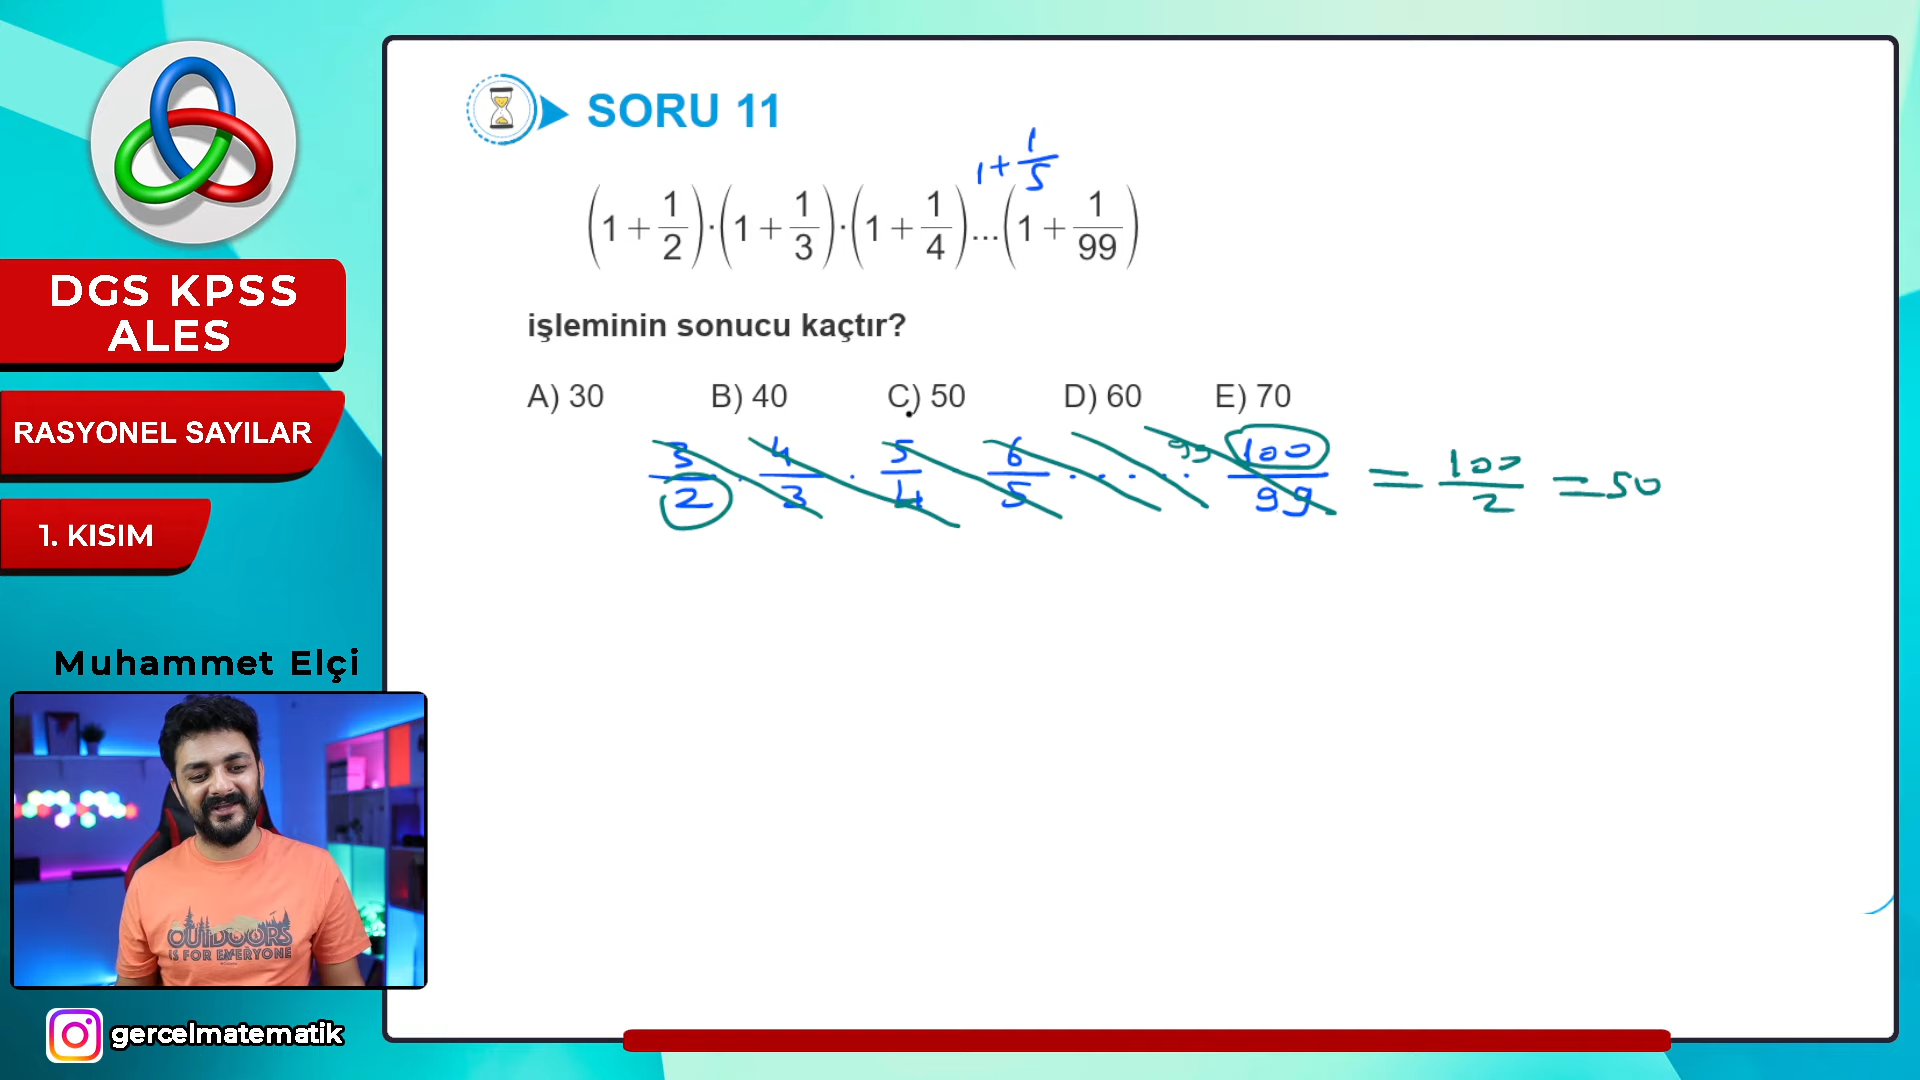 SORU 11
1 + 1/5
(1 + 1/2)·(1 + 1/3)·(1 + 1/4)...(1 + 1/99)
işleminin sonucu kaçtır?
A) 30 B) 40 C) 50 D) 60 E) 70
3/2 · 4/3 · 5/4 · 6/5 · · · · 99 100/99 = 100/2 = 50
DGS KPSS
ALES
RASYONEL SAYILAR
1. KISIM
Muhammet Elçi
OUTDOORS
IS FOR EVERYONE
gercelmatematik